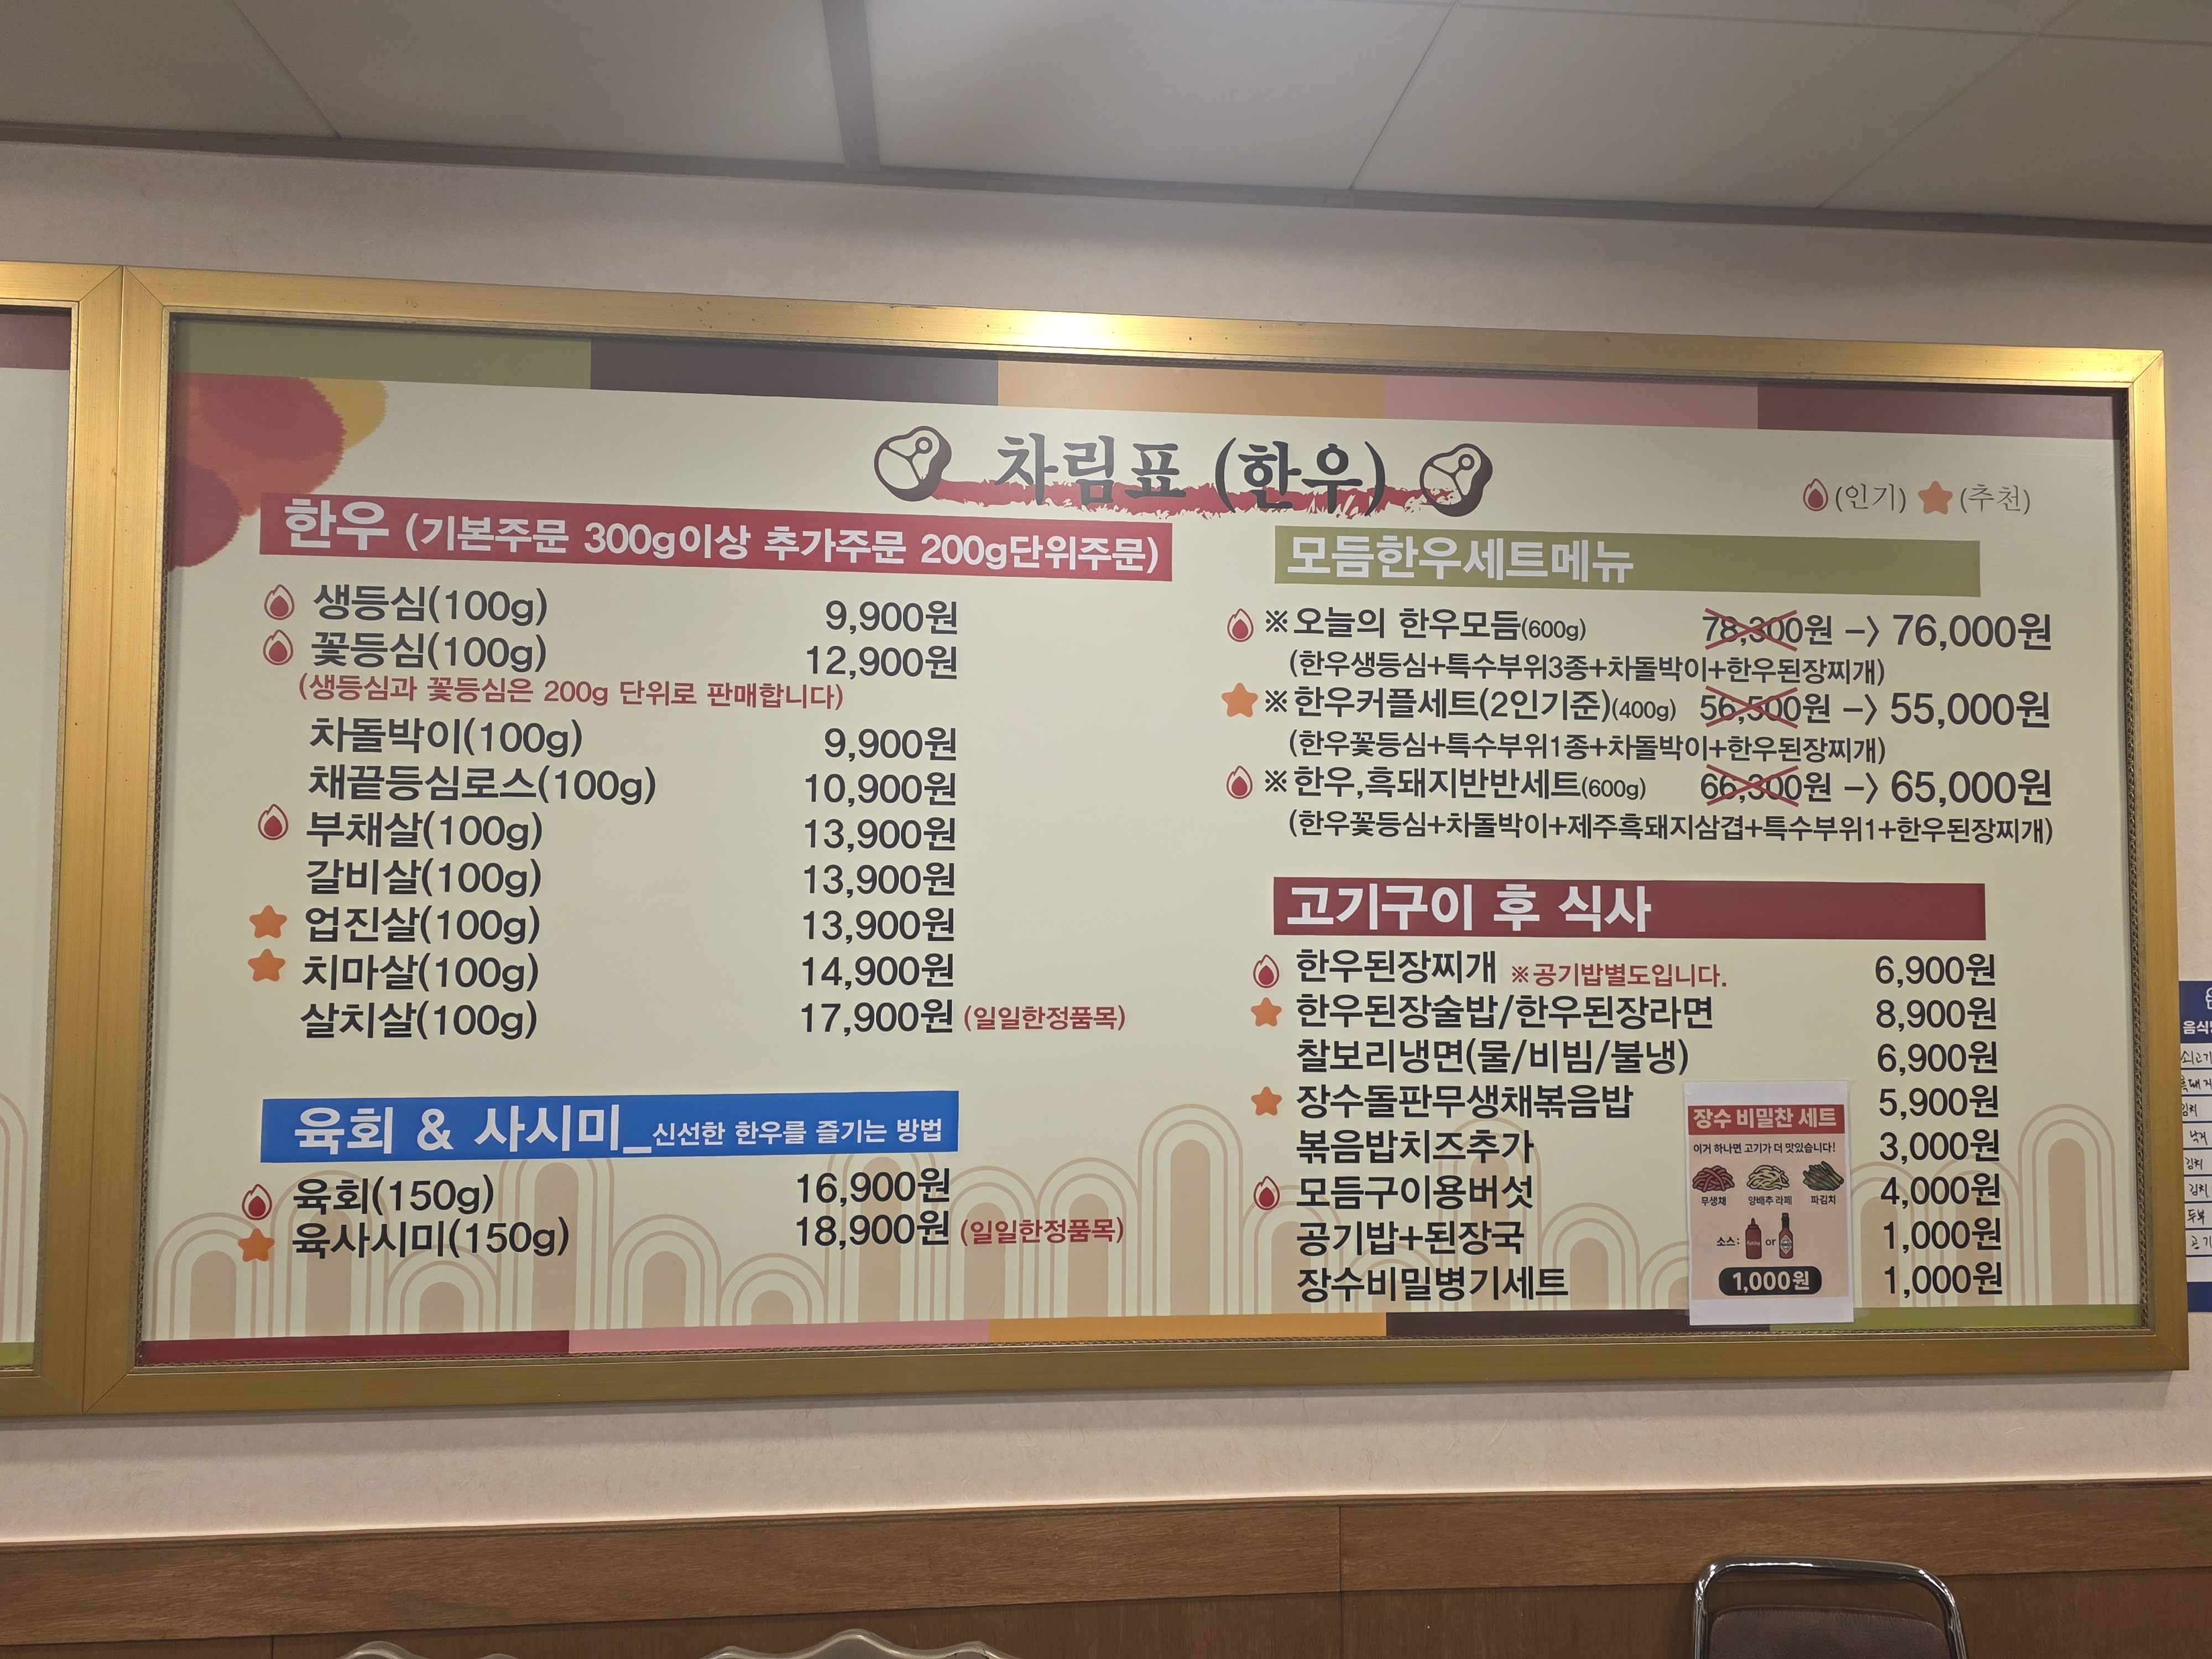 차림표 (한우)
(인기) (추천)
한우 (기본주문 300g이상 추가주문 200g단위주문)
생등심(100g) 9,900원
꽃등심(100g) 12,900원
(생등심과 꽃등심은 200g 단위로 판매합니다)
차돌박이(100g) 9,900원
채끝등심로스(100g) 10,900원
부채살(100g) 13,900원
갈비살(100g) 13,900원
업진살(100g) 13,900원
치마살(100g) 14,900원
살치살(100g) 17,900원 (일일한정품목)
육회 & 사시미_신선한 한우를 즐기는 방법
육회(150g) 16,900원
육사시미(150g) 18,900원 (일일한정품목)
모듬한우세트메뉴
※오늘의 한우모듬(600g) 78,300원 -> 76,000원
(한우생등심+특수부위3종+차돌박이+한우된장찌개)
※한우커플세트(2인기준)(400g) 56,500원 -> 55,000원
(한우꽃등심+특수부위1종+차돌박이+한우된장찌개)
※한우,흑돼지반반세트(600g) 66,300원 -> 65,000원
(한우꽃등심+차돌박이+제주흑돼지삼겹+특수부위1+한우된장찌개)
고기구이 후 식사
한우된장찌개 ※공기밥별도입니다. 6,900원
한우된장술밥/한우된장라면 8,900원
찰보리냉면(물/비빔/불냉) 6,900원
장수돌판무생채볶음밥 5,900원
볶음밥치즈추가 3,000원
모듬구이용버섯 4,000원
공기밥+된장국 1,000원
장수비밀병기세트 1,000원
장수 비밀찬 세트
이거 하나면 고기가 더 맛있습니다!
무생채 양배추 라페 파김치
소스: or
1,000원
김치
김치
김치
두부